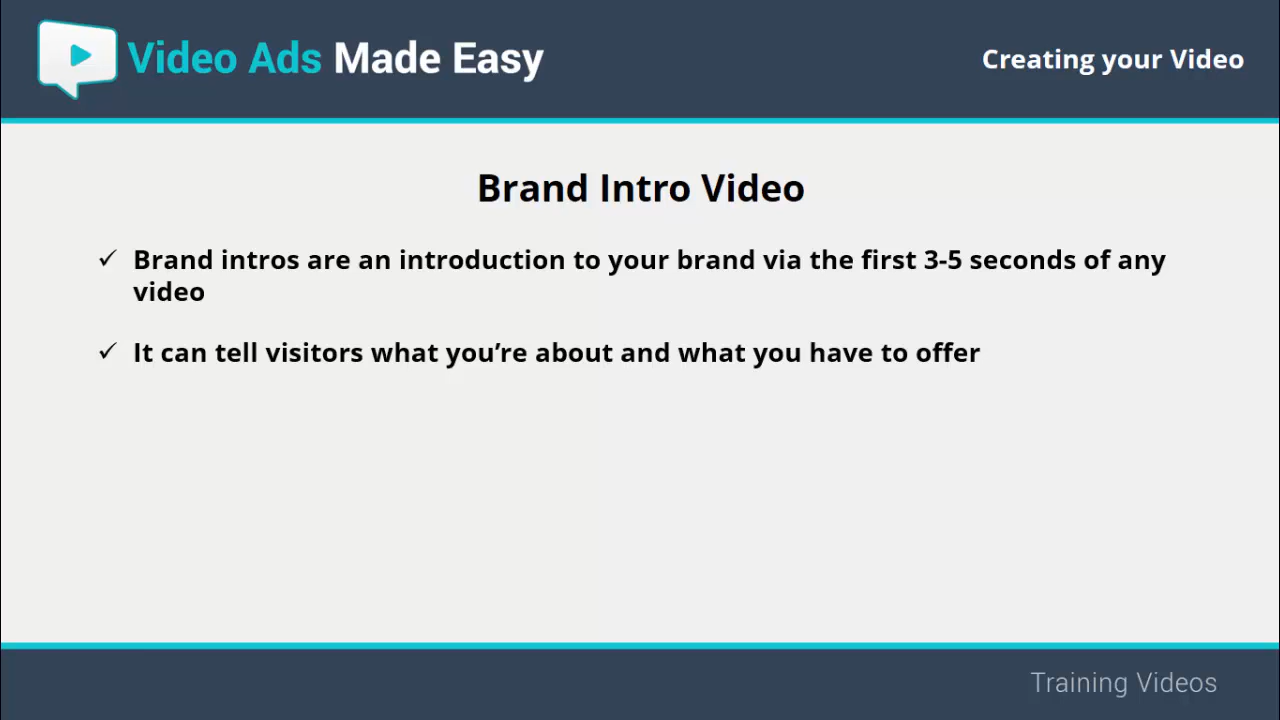 Video Ads Made Easy
Creating your Video
Brand Intro Video
✓ Brand intros are an introduction to your brand via the first 3-5 seconds of any
video
✓ It can tell visitors what you’re about and what you have to offer
Training Videos